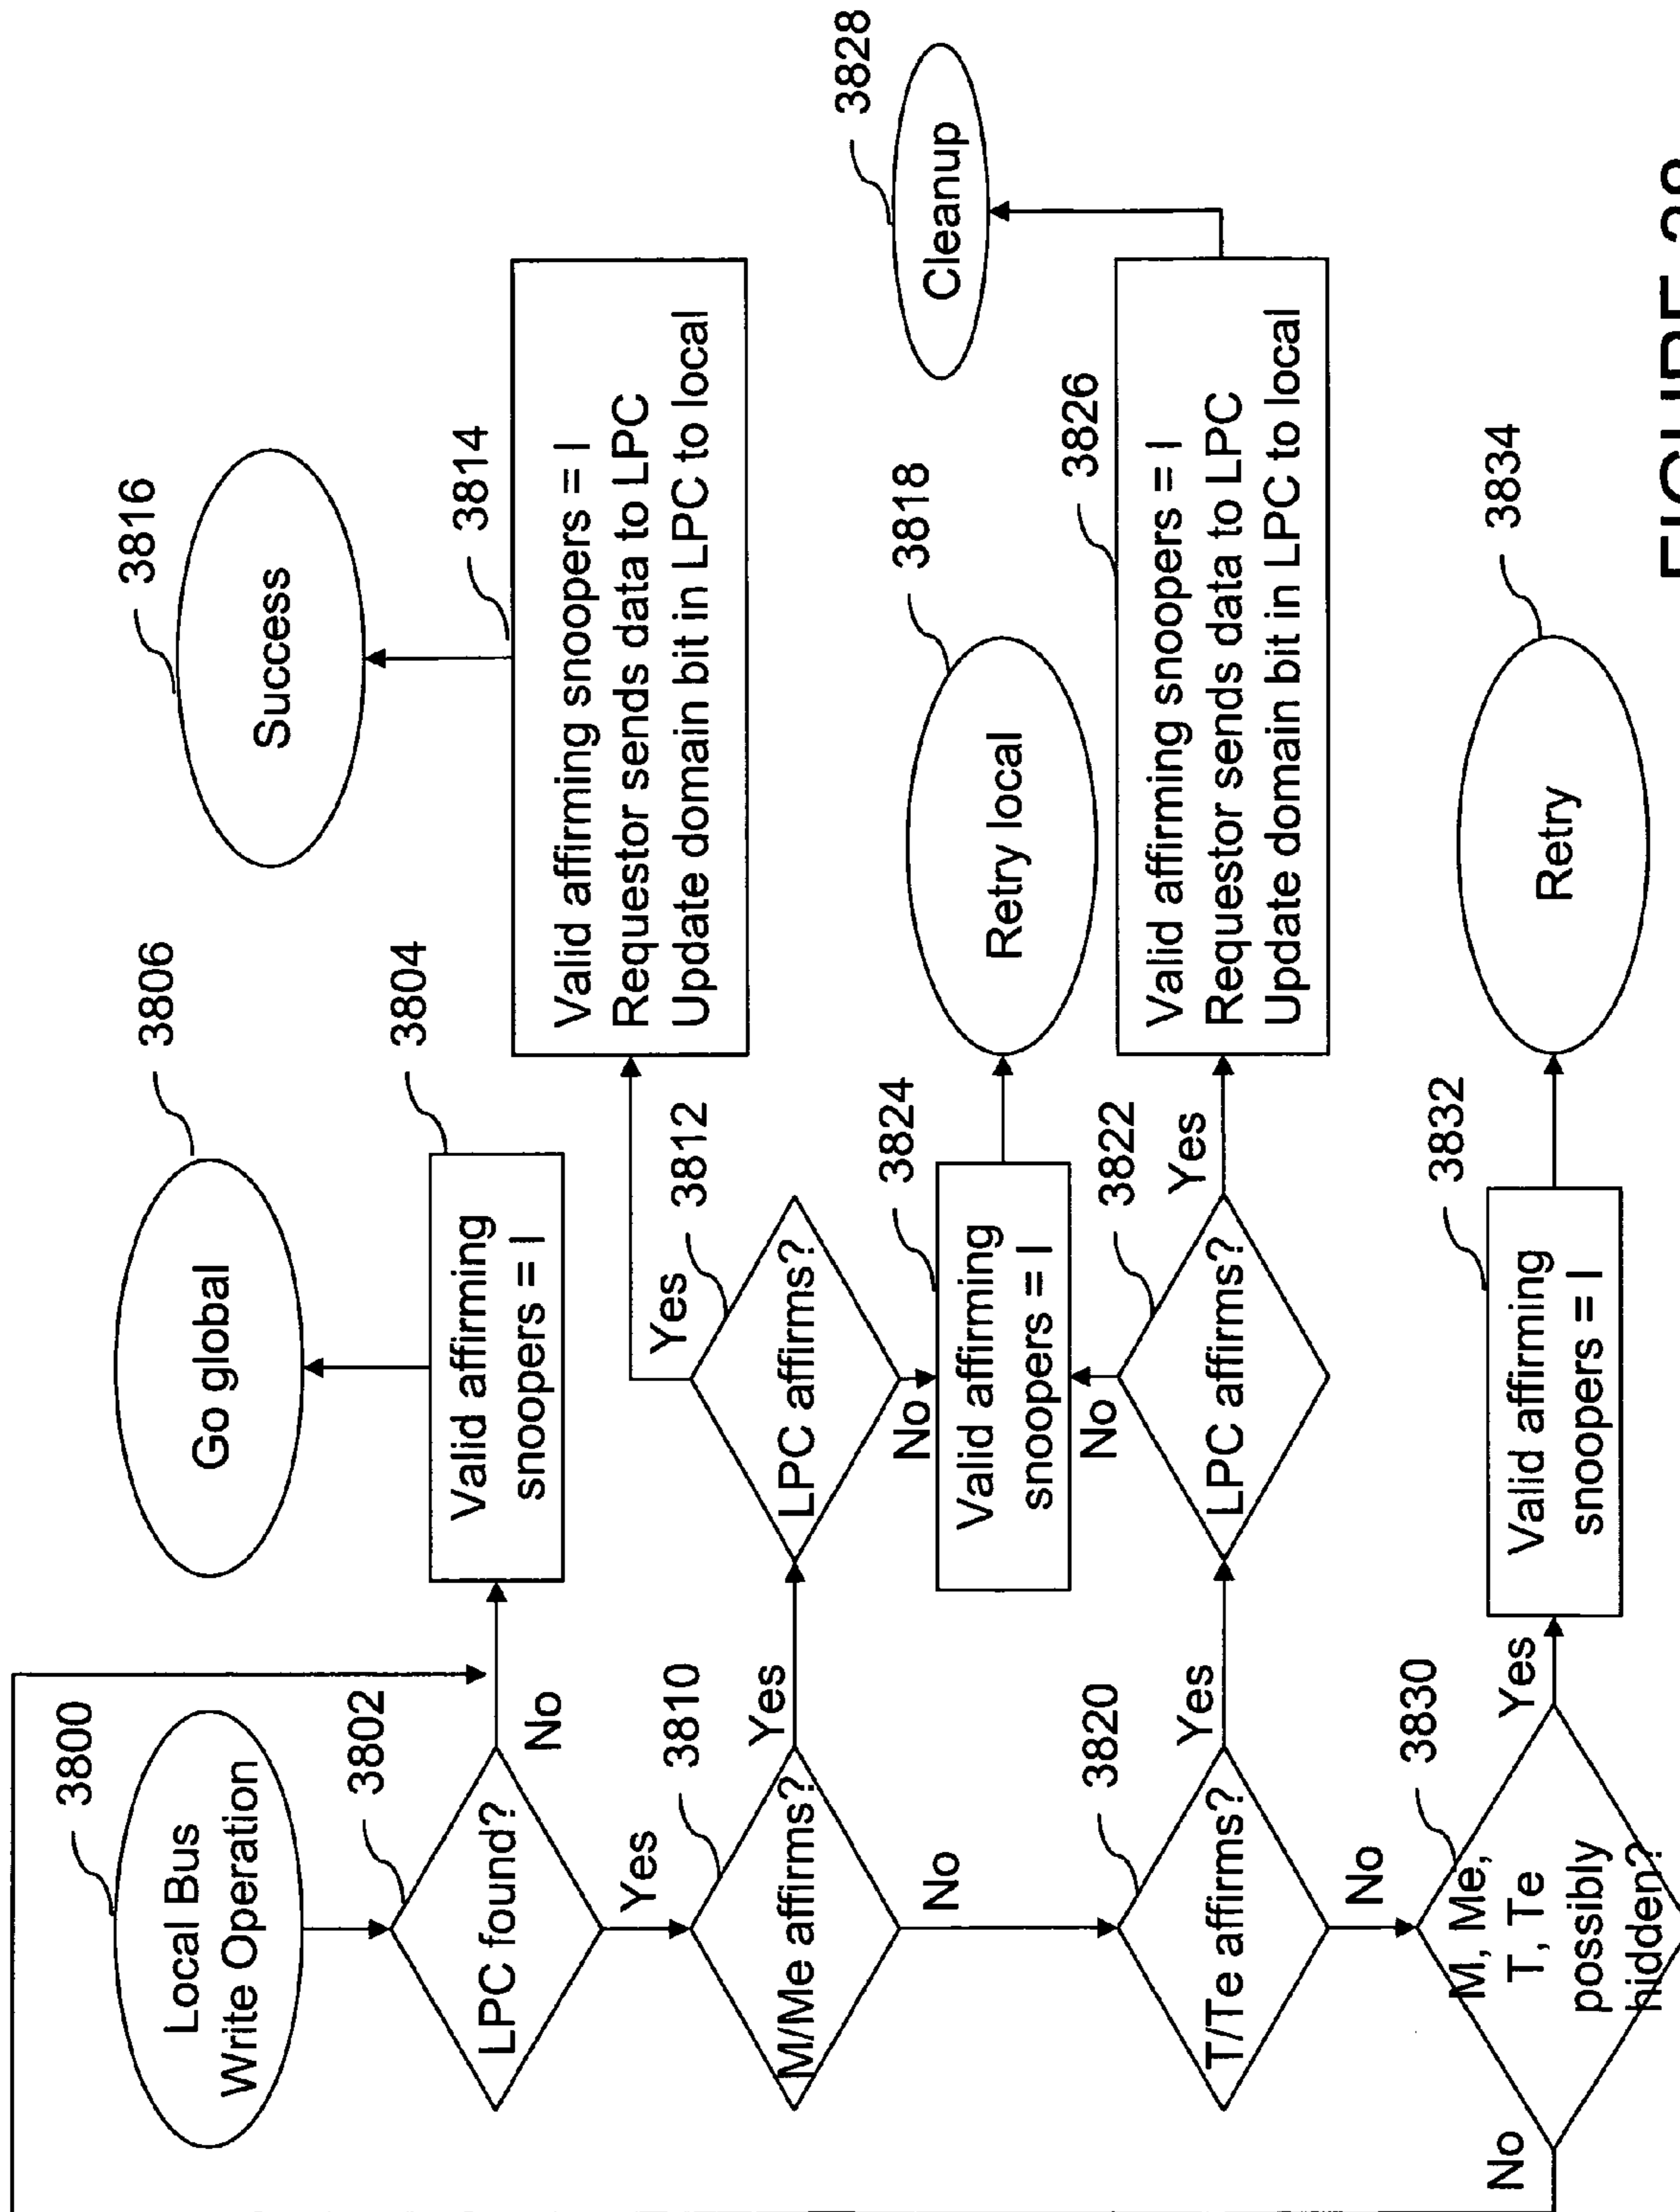 3800
Local Bus
Write Operation
3802
LPC found?
No
Yes
3804
Valid affirming
snoopers = I
3806
Go global
3810
M/Me affirms?
Yes
No
3812
LPC affirms?
Yes
No
3814
Valid affirming snoopers = I
Requestor sends data to LPC
Update domain bit in LPC to local
3816
Success
3824
Valid affirming
snoopers = I
3818
Retry local
3820
T/Te affirms?
Yes
No
3822
LPC affirms?
Yes
No
3826
Valid affirming snoopers = I
Requestor sends data to LPC
Update domain bit in LPC to local
3828
Cleanup
3830
M, Me,
T, Te
possibly
hidden?
Yes
No
3832
Valid affirming
snoopers = I
3834
Retry